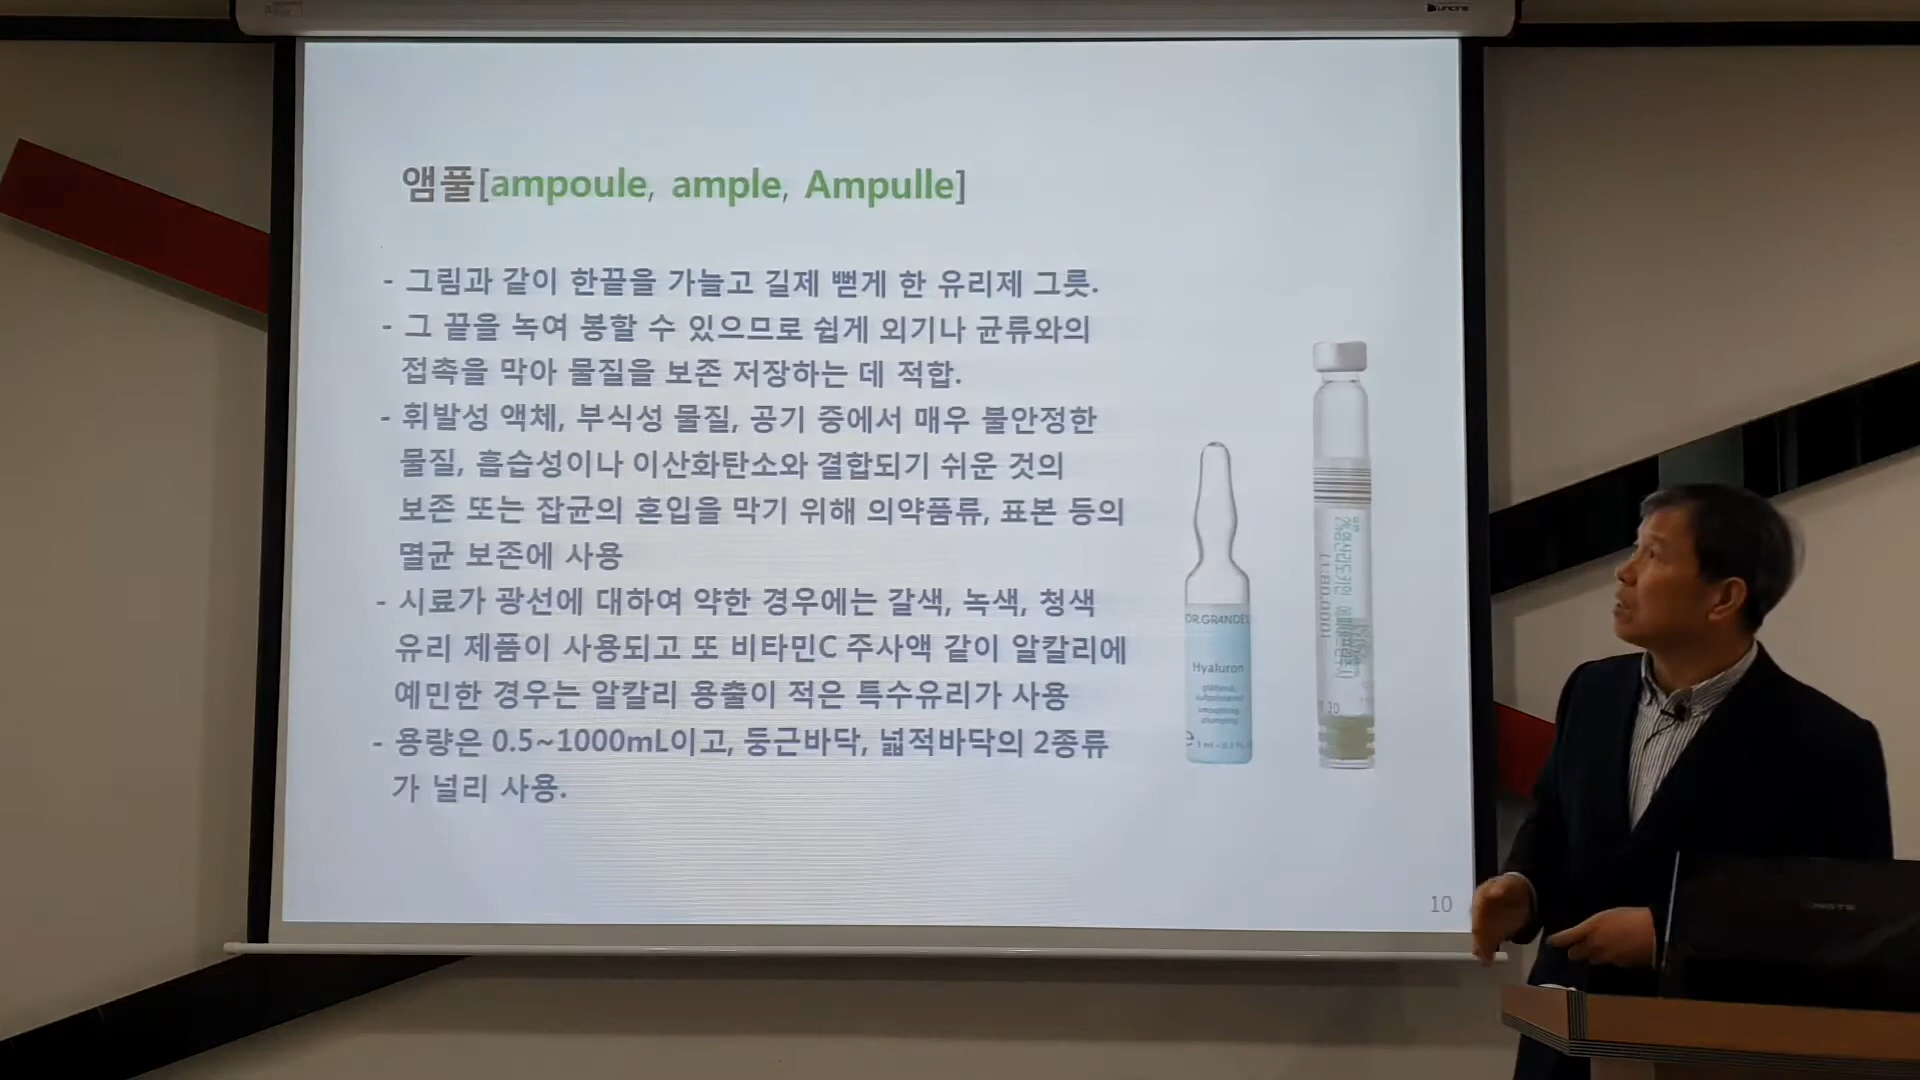 앰풀[ampoule, ample, Ampulle]
- 그림과 같이 한끝을 가늘고 길제 뻗게 한 유리제 그릇.
- 그 끝을 녹여 봉할 수 있으므로 쉽게 외기나 균류와의
접촉을 막아 물질을 보존 저장하는 데 적합.
- 휘발성 액체, 부식성 물질, 공기 중에서 매우 불안정한
물질, 흡습성이나 이산화탄소와 결합되기 쉬운 것의
보존 또는 잡균의 혼입을 막기 위해 의약품류, 표본 등의
멸균 보존에 사용
- 시료가 광선에 대하여 약한 경우에는 갈색, 녹색, 청색
유리 제품이 사용되고 또 비타민C 주사액 같이 알칼리에
예민한 경우는 알칼리 용출이 적은 특수유리가 사용
- 용량은 0.5~1000mL이고, 둥근바닥, 넓적바닥의 2종류
가 널리 사용.
DR.GRANDEL
Hyaluron
smoothing
plumping
10